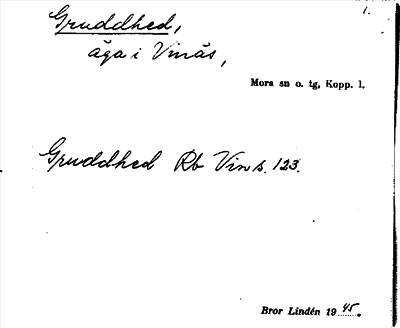 1.
Gruddhed,
äga i Vinäs,
Mora sn o. tg, Kopp. l.
Gruddhed Rb Vin s. 123.
Bror Lindén 1945.